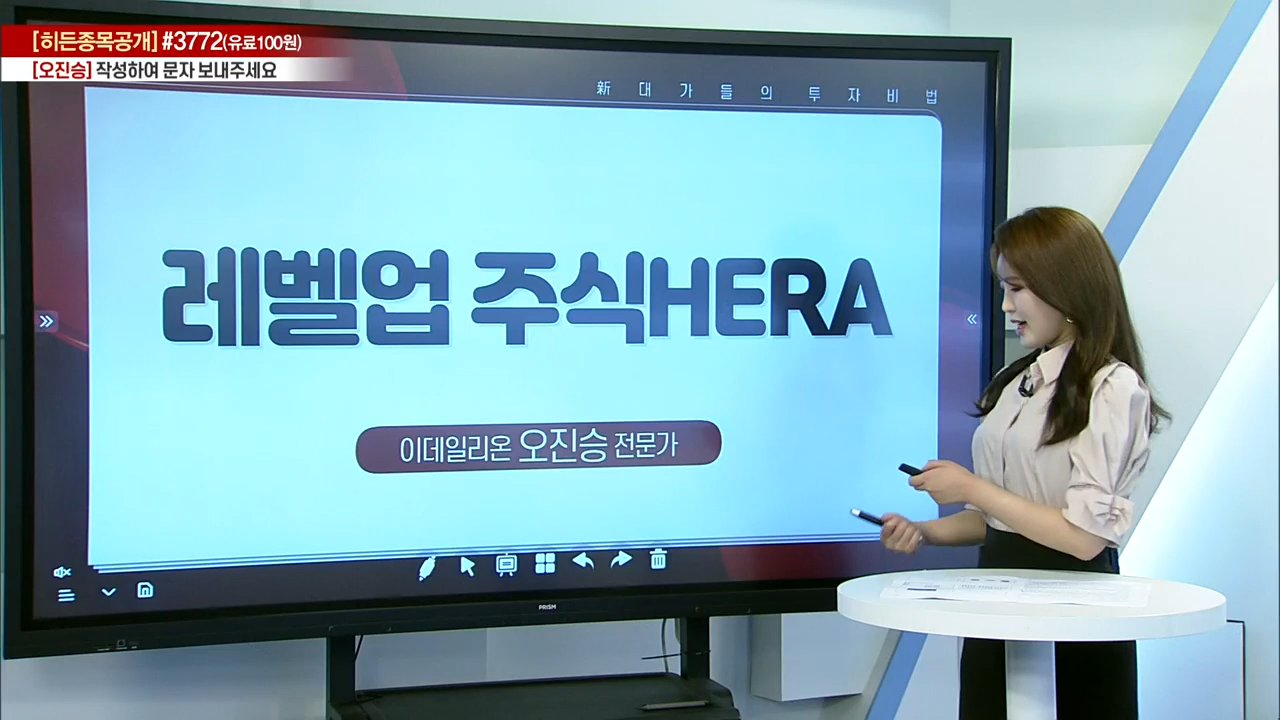 [히든종목공개] #3772(유료100원)
[오진승] 작성하여 문자 보내주세요
新대가들의 투자비법
레벨업 주식HERA
이데일리온 오진승 전문가
PRISM